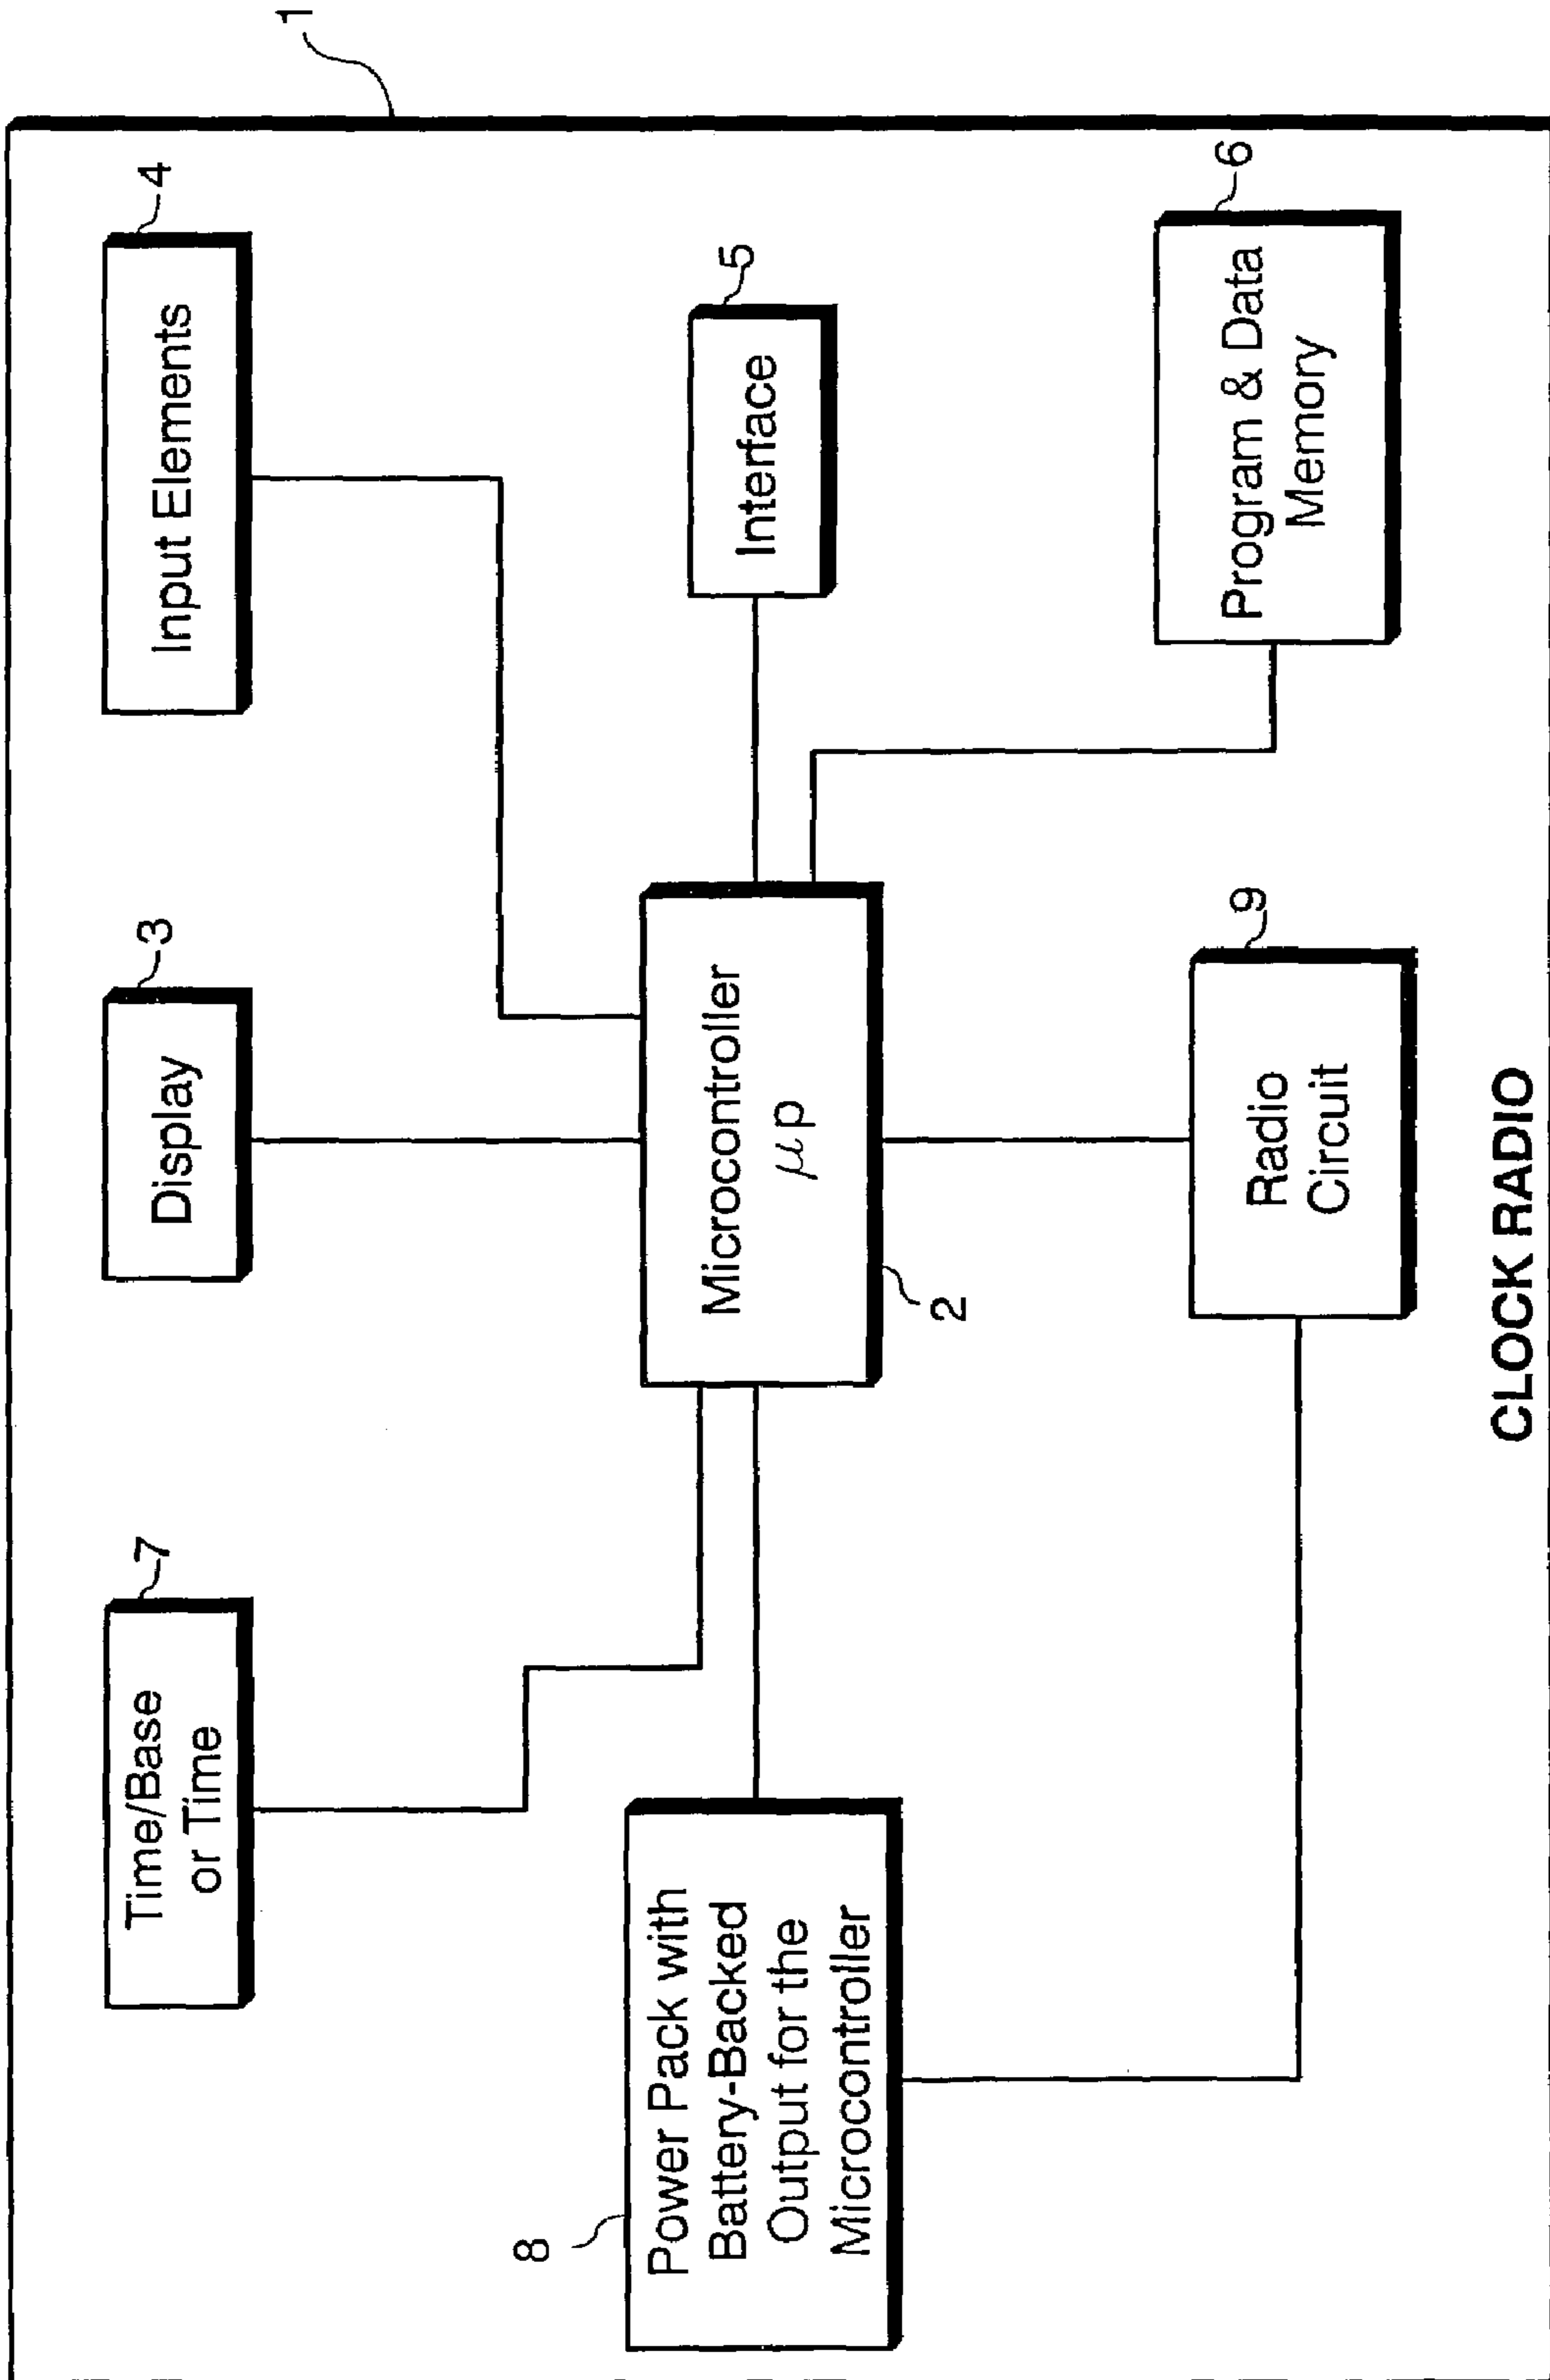 1
Time/Base
or Time
7
Display
3
Input Elements
4
8
Power Pack with
Battery-Backed
Output for the
Microcontroller
Microcontroller
μp
2
Interface
5
Radio
Circuit
9
Program & Data
Memory
6
CLOCK RADIO